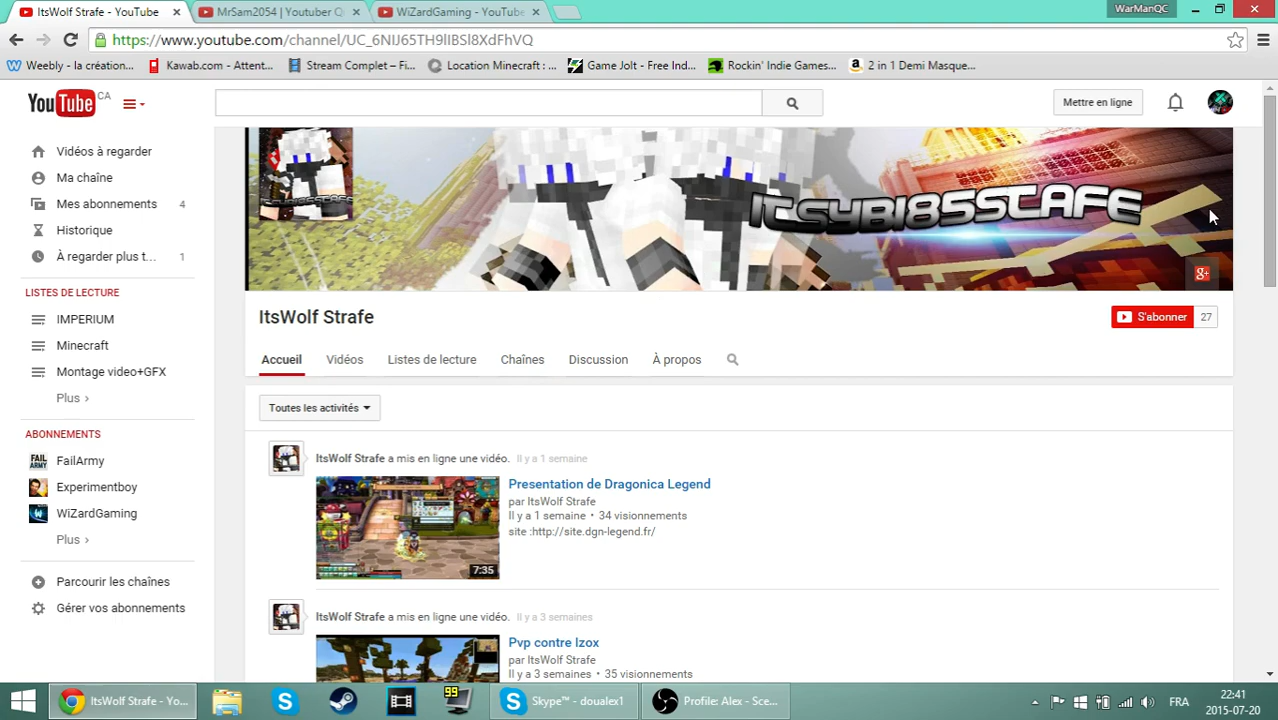 ItsWolf Strafe - YouTube
MrSam2054 | Youtuber Q
WiZardGaming - YouTube
WarManQC
https://www.youtube.com/channel/UC_6NIJ65TH9lIBSl8XdFhVQ
Weebly - la création...
Kawab.com - Attent...
Stream Complet – Fi...
Location Minecraft : ...
Game Jolt - Free Ind...
Rockin' Indie Games...
2 in 1 Demi Masque...
YouTube CA
Mettre en ligne
Vidéos à regarder
Ma chaîne
Mes abonnements 4
Historique
À regarder plus t... 1
LISTES DE LECTURE
IMPERIUM
Minecraft
Montage video+GFX
Plus ›
ABONNEMENTS
FailArmy
Experimentboy
WiZardGaming
Plus ›
Parcourir les chaînes
Gérer vos abonnements
ITSYBI85STAFE
g+
ItsWolf Strafe
S'abonner 27
Accueil Vidéos Listes de lecture Chaînes Discussion À propos
Toutes les activités
ItsWolf Strafe a mis en ligne une vidéo. Il y a 1 semaine
Presentation de Dragonica Legend
par ItsWolf Strafe
Il y a 1 semaine • 34 visionnements
site :http://site.dgn-legend.fr/
7:35
ItsWolf Strafe a mis en ligne une vidéo. Il y a 3 semaines
Pvp contre Izox
par ItsWolf Strafe
Il y a 3 semaines • 35 visionnements
ItsWolf Strafe - Yo...
99
Skype™ - doualex1
Profile: Alex - Sce...
FRA
22:41
2015-07-20